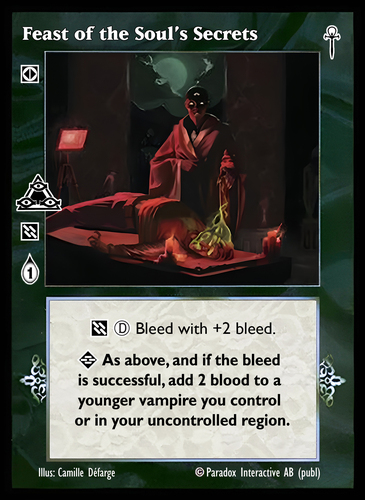 Feast of the Soul's Secrets
1
D Bleed with +2 bleed.
As above, and if the bleed
is successful, add 2 blood to a
younger vampire you control
or in your uncontrolled region.
Illus: Camille Défarge
© Paradox Interactive AB (publ)